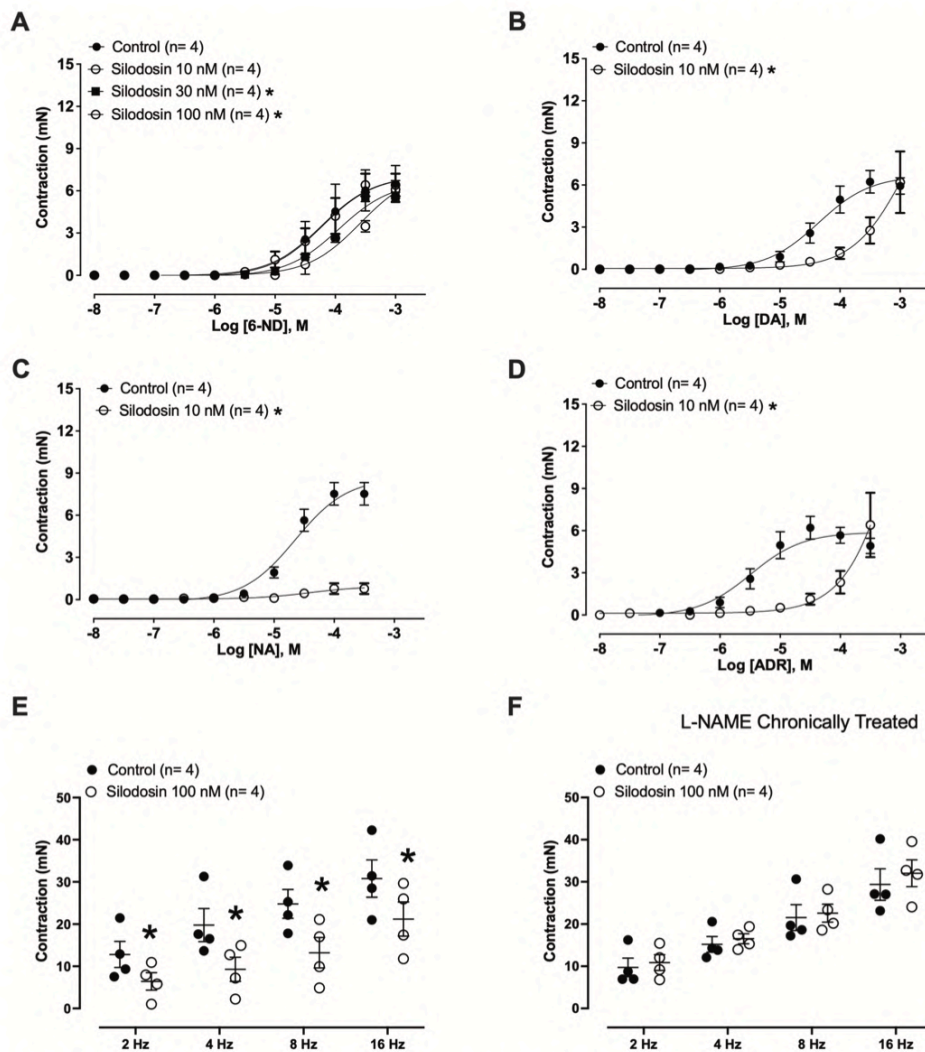 A
Control (n= 4)
Silodosin 10 nM (n= 4)
Silodosin 30 nM (n= 4) *
Silodosin 100 nM (n= 4) *
Contraction (mN)
15
12
9
6
3
0
-8 -7 -6 -5 -4 -3
Log [6-ND], M
B
Control (n= 4)
Silodosin 10 nM (n= 4) *
Contraction (mN)
15
12
9
6
3
0
-8 -7 -6 -5 -4 -3
Log [DA], M
C
Control (n= 4)
Silodosin 10 nM (n= 4) *
Contraction (mN)
15
12
9
6
3
0
-8 -7 -6 -5 -4 -3
Log [NA], M
D
Control (n= 4)
Silodosin 10 nM (n= 4) *
Contraction (mN)
15
12
9
6
3
0
-8 -7 -6 -5 -4 -3
Log [ADR], M
E
Control (n= 4)
Silodosin 100 nM (n= 4)
Contraction (mN)
50
40
30
20
10
0
* * * *
2 Hz 4 Hz 8 Hz 16 Hz
F
L-NAME Chronically Treated
Control (n= 4)
Silodosin 100 nM (n= 4)
Contraction (mN)
50
40
30
20
10
0
2 Hz 4 Hz 8 Hz 16 Hz